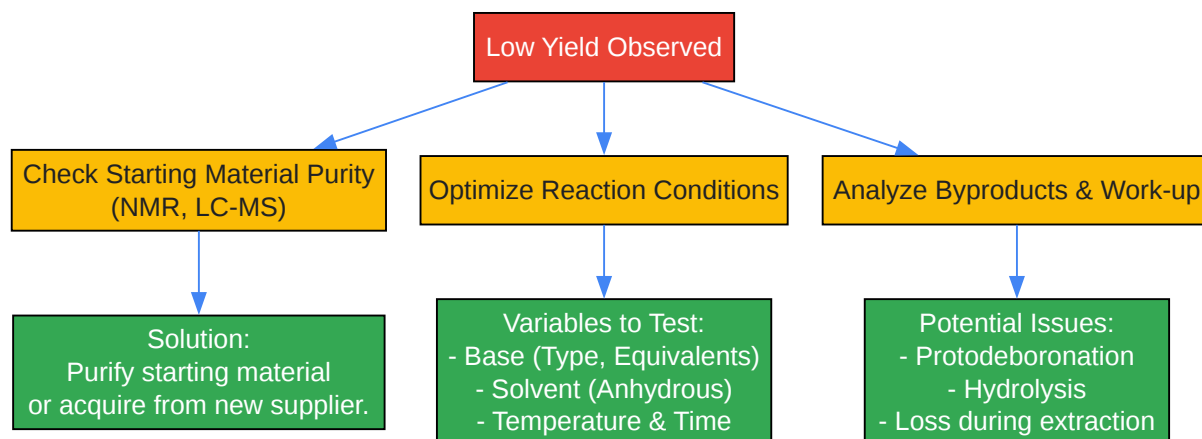 Low Yield Observed
Check Starting Material Purity
(NMR, LC-MS)
Optimize Reaction Conditions
Analyze Byproducts & Work-up
Solution:
Purify starting material
or acquire from new supplier.
Variables to Test:
- Base (Type, Equivalents)
- Solvent (Anhydrous)
- Temperature & Time
Potential Issues:
- Protodeboronation
- Hydrolysis
- Loss during extraction